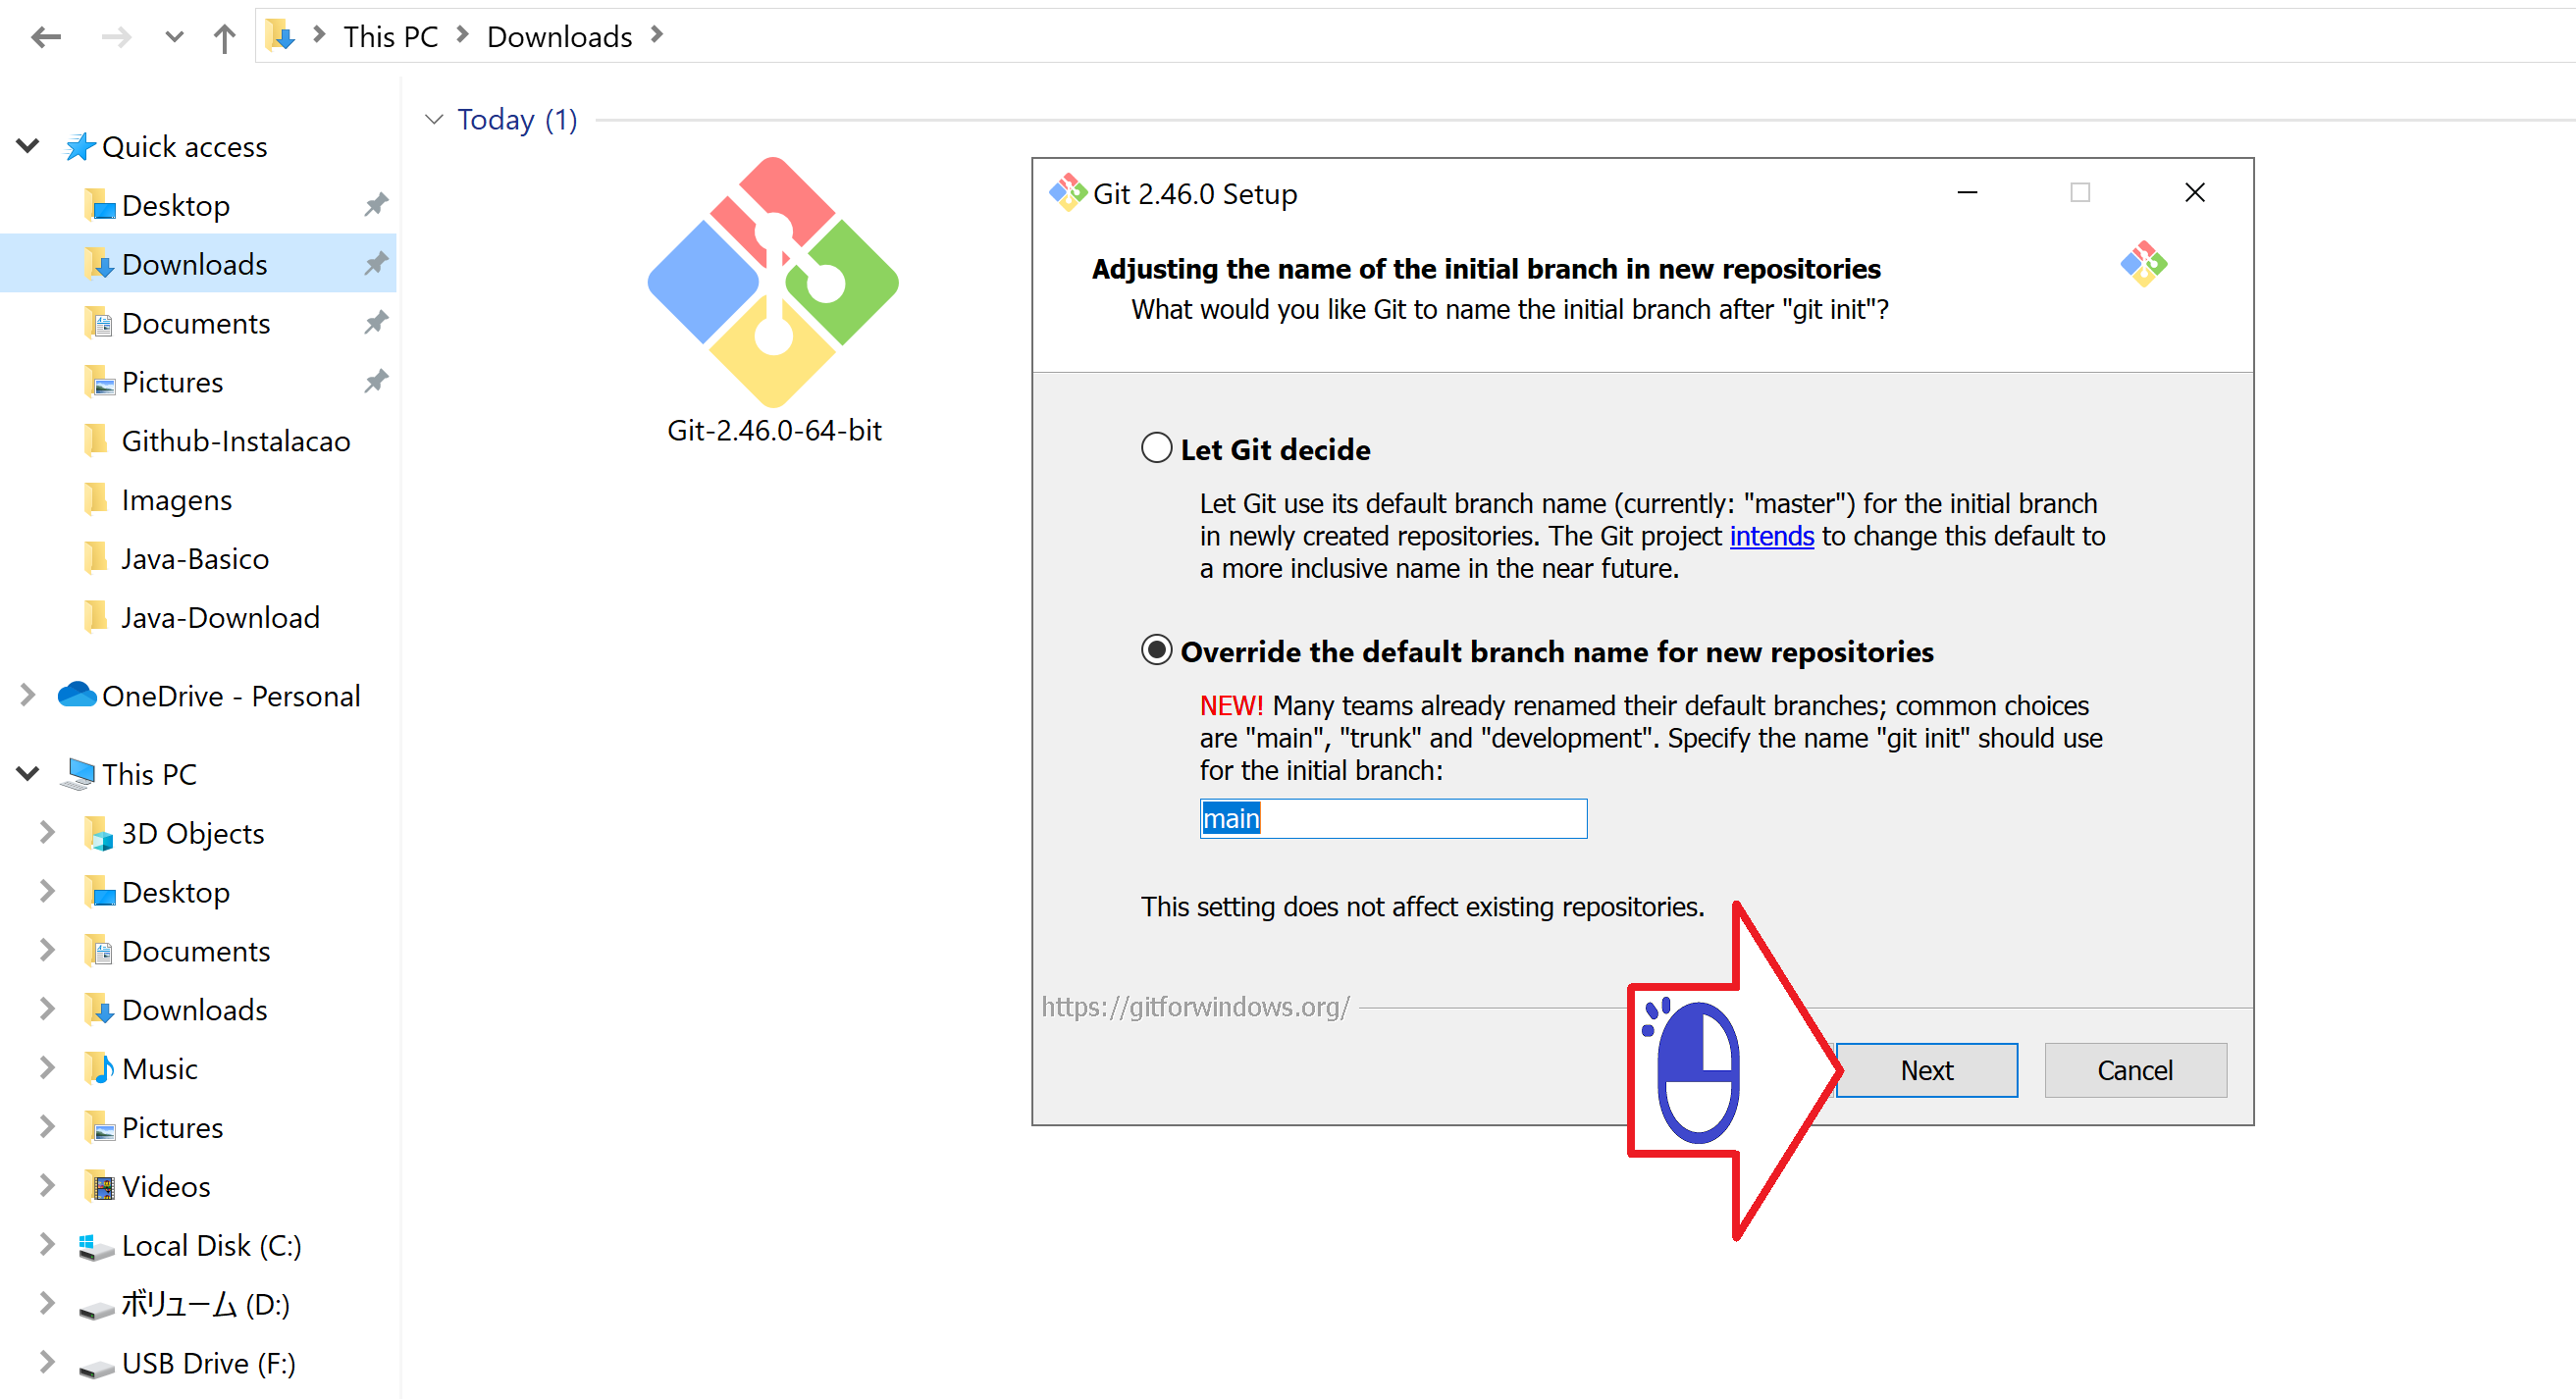 This PC > Downloads >
Quick access
Desktop
Downloads
Documents
Pictures
Github-Instalacao
Imagens
Java-Basico
Java-Download
OneDrive - Personal
This PC
3D Objects
Desktop
Documents
Downloads
Music
Pictures
Videos
Local Disk (C:)
ボリューム (D:)
USB Drive (F:)
Today (1)
Git-2.46.0-64-bit
Git 2.46.0 Setup
Adjusting the name of the initial branch in new repositories
What would you like Git to name the initial branch after "git init"?
Let Git decide
Let Git use its default branch name (currently: "master") for the initial branch
in newly created repositories. The Git project intends to change this default to
a more inclusive name in the near future.
Override the default branch name for new repositories
NEW! Many teams already renamed their default branches; common choices
are "main", "trunk" and "development". Specify the name "git init" should use
for the initial branch:
main
This setting does not affect existing repositories.
https://gitforwindows.org/
Next
Cancel